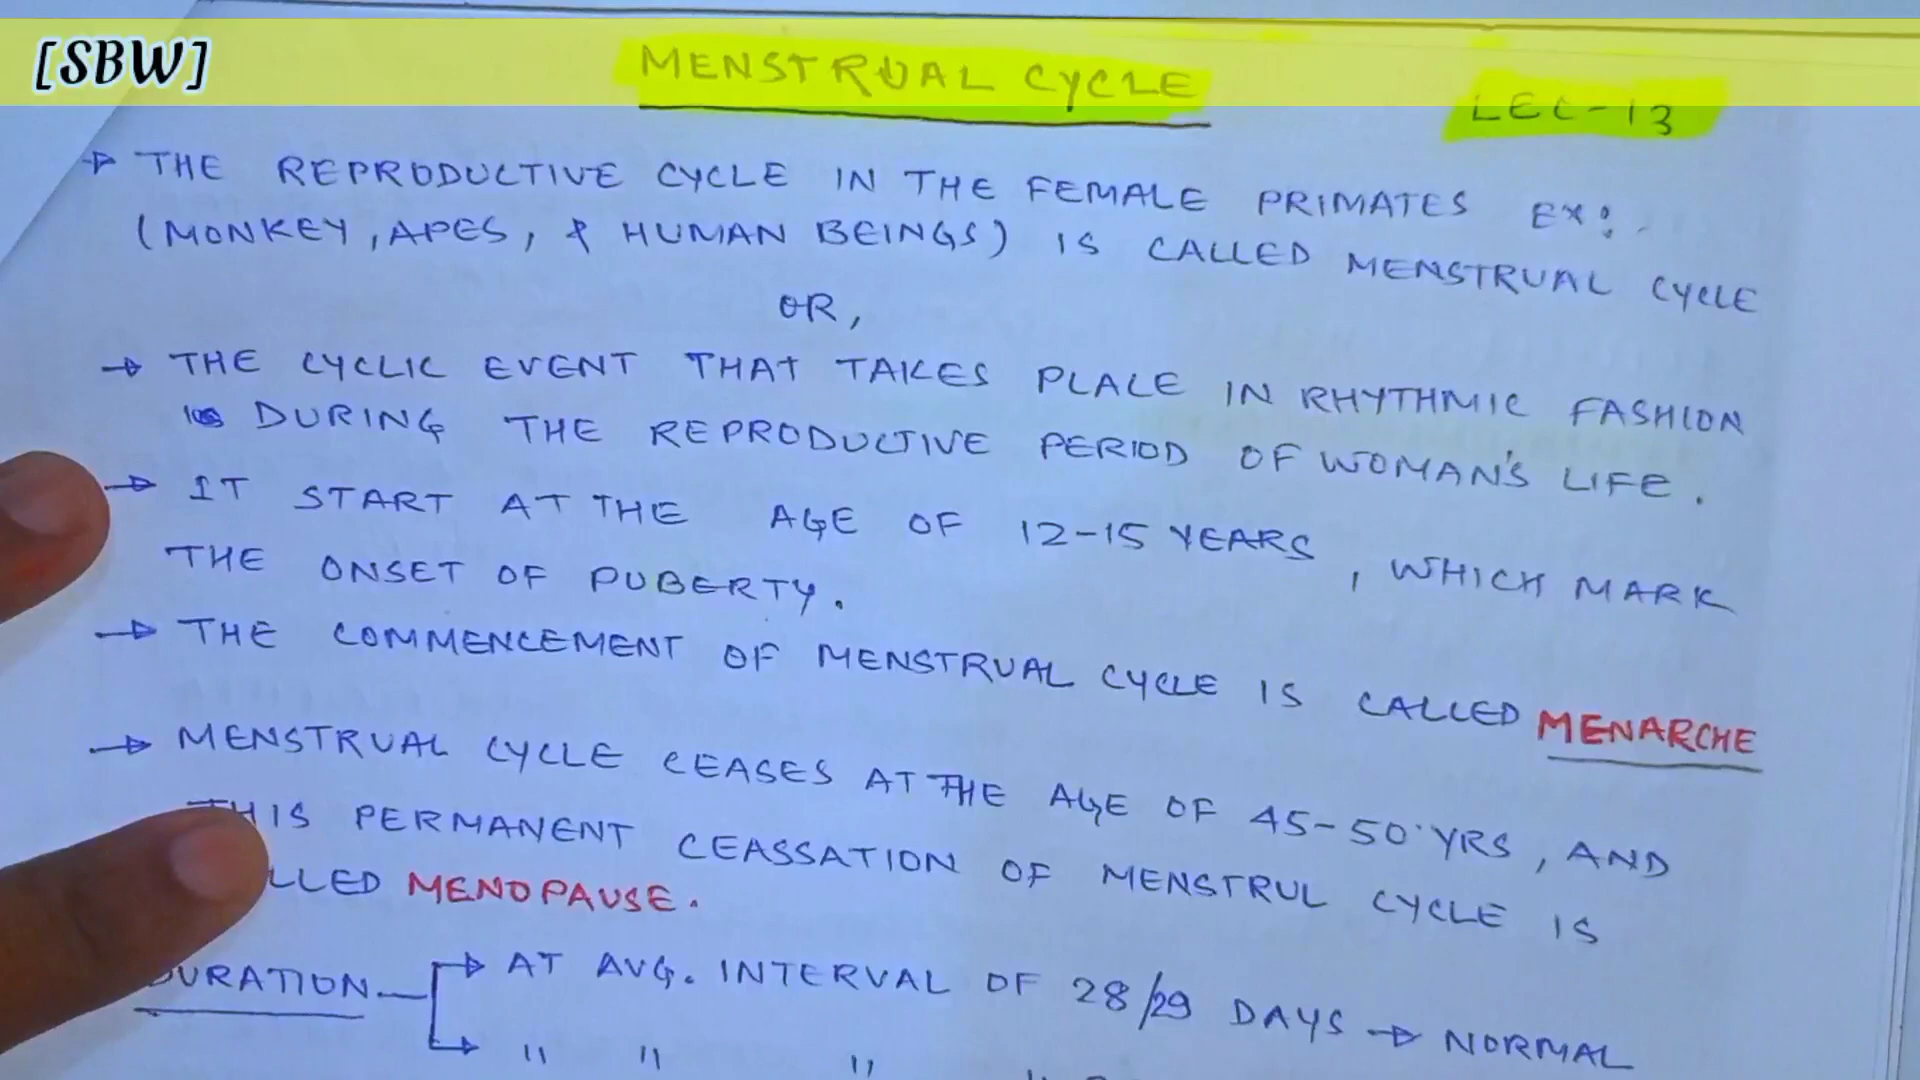 [SBW]
MENSTRUAL CYCLE
LEC-13
→ THE REPRODUCTIVE CYCLE IN THE FEMALE PRIMATES EX:-
(MONKEY, APES, & HUMAN BEINGS) IS CALLED MENSTRUAL CYCLE
OR,
→ THE CYCLIC EVENT THAT TAKES PLACE IN RHYTHMIC FASHION
DURING THE REPRODUCTIVE PERIOD OF WOMAN'S LIFE.
→ IT START AT THE AGE OF 12-15 YEARS, WHICH MARK
THE ONSET OF PUBERTY.
→ THE COMMENCEMENT OF MENSTRUAL CYCLE IS CALLED MENARCHE
→ MENSTRUAL CYCLE CEASES AT THE AGE OF 45-50 YRS, AND
THIS PERMANENT CEASSATION OF MENSTRUL CYCLE IS
LLED MENOPAUSE.
DURATION → AT AVG. INTERVAL OF 28/29 DAYS → NORMAL
→ " " "